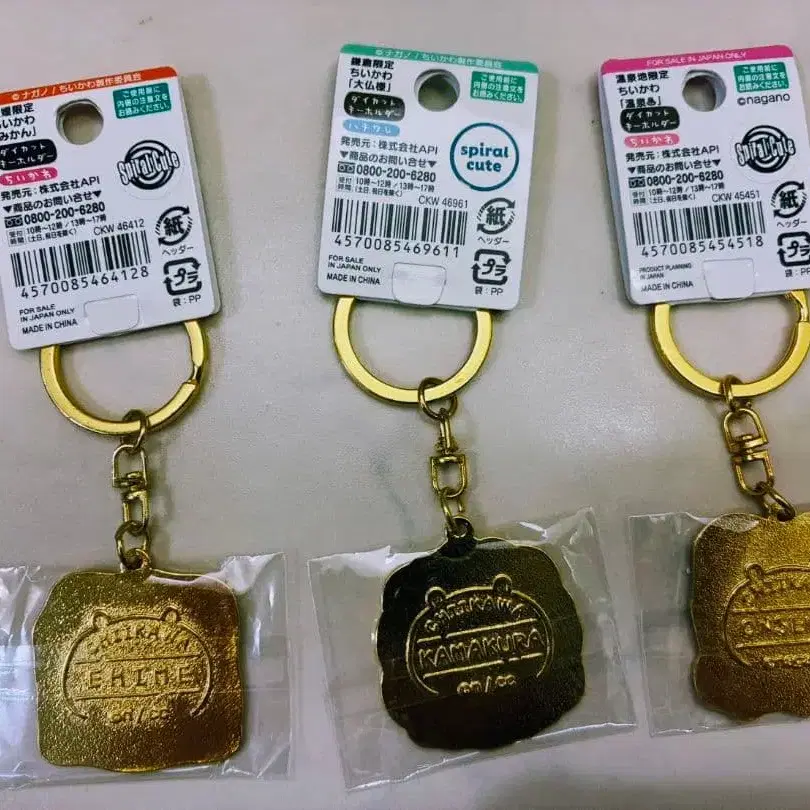 ©ナガノ/ちいかわ製作委員会
媛限定
ちいかわ
みかん」
ご使用前に
内側の注意文を
お読みください。
ダイカット
キーホルダー
ちいかわ
Spiral Cute
発売元:株式会社API
▼商品のお問い合せ▼
0800-200-6280
受付時間:10時~12時/13時~17時
(土日、祝日を除く)
CKW 46412
4570085464128
紙
ヘッダー
プラ
袋:PP
FOR SALE
IN JAPAN ONLY
MADE IN CHINA
CHIIKAWA
EHIME
©n/cc
©ナガノ/ちいかわ製作委員会
鎌倉限定
ちいかわ
「大仏様」
ご使用前に
内側の注意文を
お読みください。
ダイカット
キーホルダー
ハチワレ
spiral
cute
発売元:株式会社API
▼商品のお問い合せ▼
0800-200-6280
受付時間:10時~12時/13時~17時
(土日、祝日を除く)
CKW 46961
4570085469611
紙
ヘッダー
プラ
袋:PP
FOR SALE
IN JAPAN ONLY
MADE IN CHINA
CHIIKAWA
KAMAKURA
©n/cc
FOR SALE IN JAPAN ONLY
温泉地限定
ちいかわ
「温泉♨」
ご使用前に
内側の注意文を
お読みください。
©nagano
ダイカット
キーホルダー
ちいかわ
Spiral Cute
発売元:株式会社API
▼商品のお問い合せ▼
0800-200-6280
受付時間:10時~12時/13時~17時
(土日、祝日を除く)
CKW 45451
4570085454518
紙
ヘッダー
プラ
袋:PP
PRODUCT PLANNING
IN JAPAN
MADE IN CHINA
CHIIKA
ONSE